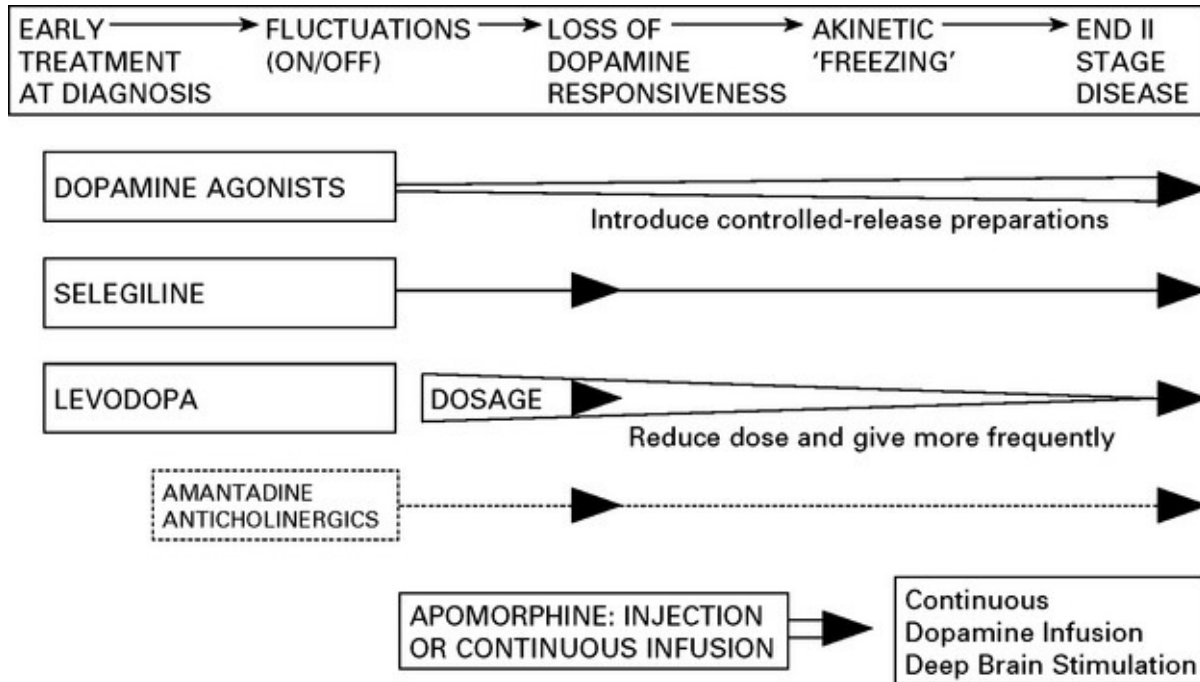 EARLY TREATMENT AT DIAGNOSIS
FLUCTUATIONS (ON/OFF)
LOSS OF DOPAMINE RESPONSIVENESS
AKINETIC 'FREEZING'
END II STAGE DISEASE
DOPAMINE AGONISTS
Introduce controlled-release preparations
SELEGILINE
LEVODOPA
DOSAGE
Reduce dose and give more frequently
AMANTADINE
ANTICHOLINERGICS
APOMORPHINE: INJECTION
OR CONTINUOUS INFUSION
Continuous
Dopamine Infusion
Deep Brain Stimulation